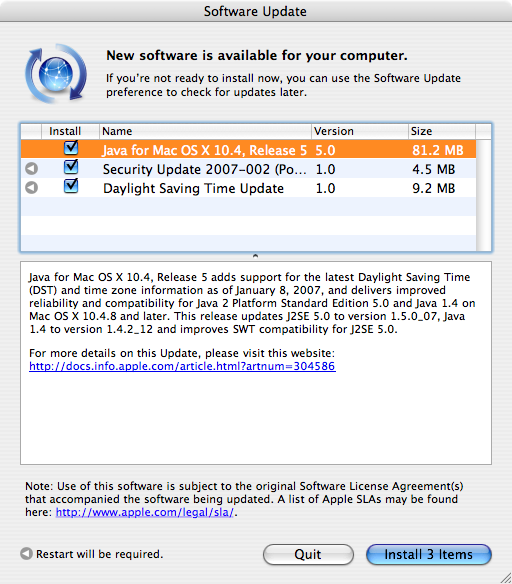 Software Update
New software is available for your computer.
If you're not ready to install now, you can use the Software Update
preference to check for updates later.
Install Name Version Size
Java for Mac OS X 10.4, Release 5 5.0 81.2 MB
Security Update 2007-002 (Po... 1.0 4.5 MB
Daylight Saving Time Update 1.0 9.2 MB
Java for Mac OS X 10.4, Release 5 adds support for the latest Daylight Saving Time
(DST) and time zone information as of January 8, 2007, and delivers improved
reliability and compatibility for Java 2 Platform Standard Edition 5.0 and Java 1.4 on
Mac OS X 10.4.8 and later. This release updates J2SE 5.0 to version 1.5.0_07, Java
1.4 to version 1.4.2_12 and improves SWT compatibility for J2SE 5.0.
For more details on this Update, please visit this website:
http://docs.info.apple.com/article.html?artnum=304586
Note: Use of this software is subject to the original Software License Agreement(s)
that accompanied the software being updated. A list of Apple SLAs may be found
here: http://www.apple.com/legal/sla/.
Restart will be required. Quit Install 3 Items